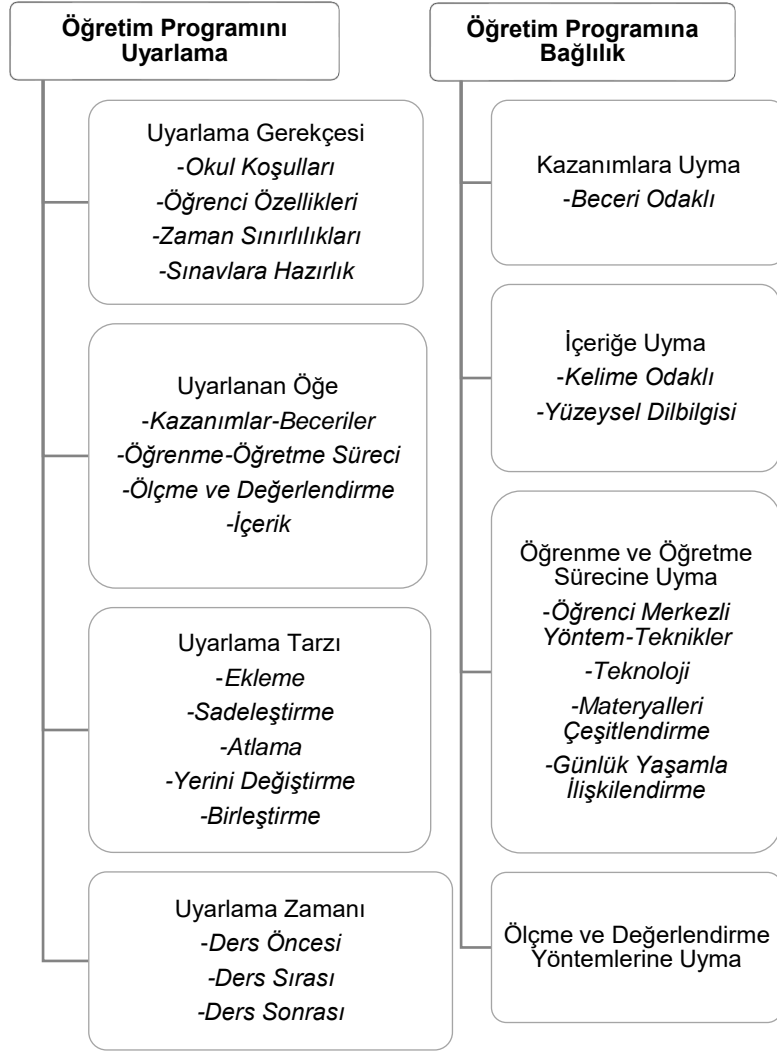 Öğretim Programını
Uyarlama
Uyarlama Gerekçesi
-Okul Koşulları
-Öğrenci Özellikleri
-Zaman Sınırlılıkları
-Sınavlara Hazırlık
Uyarlanan Öğe
-Kazanımlar-Beceriler
-Öğrenme-Öğretme Süreci
-Ölçme ve Değerlendirme
-İçerik
Uyarlama Tarzı
-Ekleme
-Sadeleştirme
-Atlama
-Yerini Değiştirme
-Birleştirme
Uyarlama Zamanı
-Ders Öncesi
-Ders Sırası
-Ders Sonrası
Öğretim Programına
Bağlılık
Kazanımlara Uyma
-Beceri Odaklı
İçeriğe Uyma
-Kelime Odaklı
-Yüzeysel Dilbilgisi
Öğrenme ve Öğretme
Sürecine Uyma
-Öğrenci Merkezli
Yöntem-Teknikler
-Teknoloji
-Materyalleri
Çeşitlendirme
-Günlük Yaşamla
İlişkilendirme
Ölçme ve Değerlendirme
Yöntemlerine Uyma